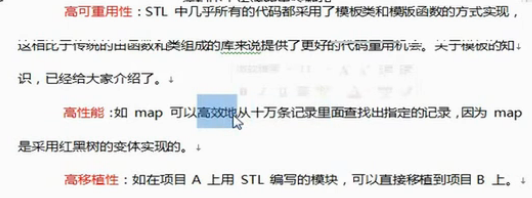 高可重用性：STL 中几乎所有的代码都采用了模板类和模版函数的方式实现，
这相比于传统的由函数和类组成的库来说提供了更好的代码重用机会。关于模板的知
识，已经给大家介绍了。↓
高性能：如 map 可以高效地从十万条记录里面查找出指定的记录，因为 map
是采用红黑树的变体实现的。↓
高移植性：如在项目 A 上用 STL 编写的模块，可以直接移植到项目 B 上。↓